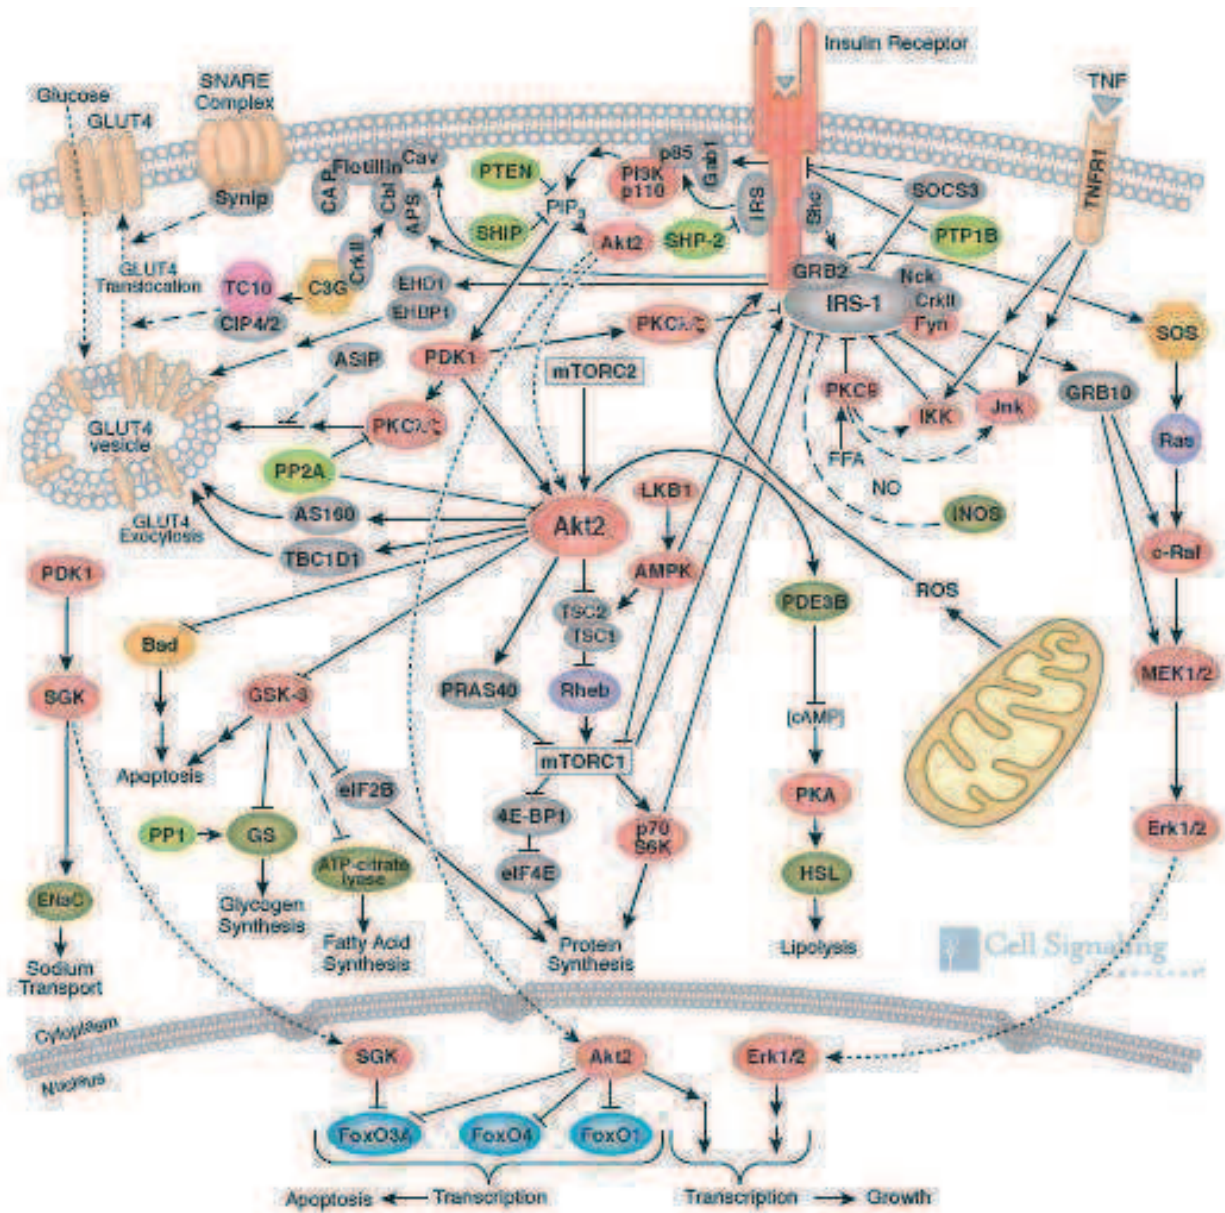 Insulin Receptor
SNARE
Complex
Glucose
GLUT4
TNF
TNFR1
Synip
CAP
Flotillin
Cav
Cbl
APS
CrkII
C3G
TC10
CIP4/2
GLUT4
Translocation
PTEN
SHIP
PIP3
Akt2
PI3K
p110
p85
Gab1
SHP-2
IRS
Shc
SOCS3
PTP1B
GRB2
IRS-1
Nck
CrkII
Fyn
SOS
EHD1
EHDP1
ASIP
PDK1
PKCλ/ζ
mTORC2
PKCθ
IKK
Jnk
GRB10
Ras
FFA
NO
iNOS
GLUT4
vesicle
PKCλ/ζ
PP2A
AS160
TBC1D1
GLUT4
Exocytosis
Akt2
LKB1
AMPK
TSC2
TSC1
Rheb
PRAS40
mTORC1
PDE3B
[cAMP]
PKA
HSL
Lipolysis
ROS
c-Raf
MEK1/2
Erk1/2
PDK1
SGK
ENaC
Sodium
Transport
Bad
Apoptosis
GSK-3
PP1
GS
Glycogen
Synthesis
eIF2B
ATP-citrate
lyase
Fatty Acid
Synthesis
4E-BP1
eIF4E
p70
S6K
Protein
Synthesis
Cell Signaling
Cytoplasm
Nucleus
SGK
Akt2
Erk1/2
FoxO3A
FoxO4
FoxO1
Apoptosis
Transcription
Transcription
Growth